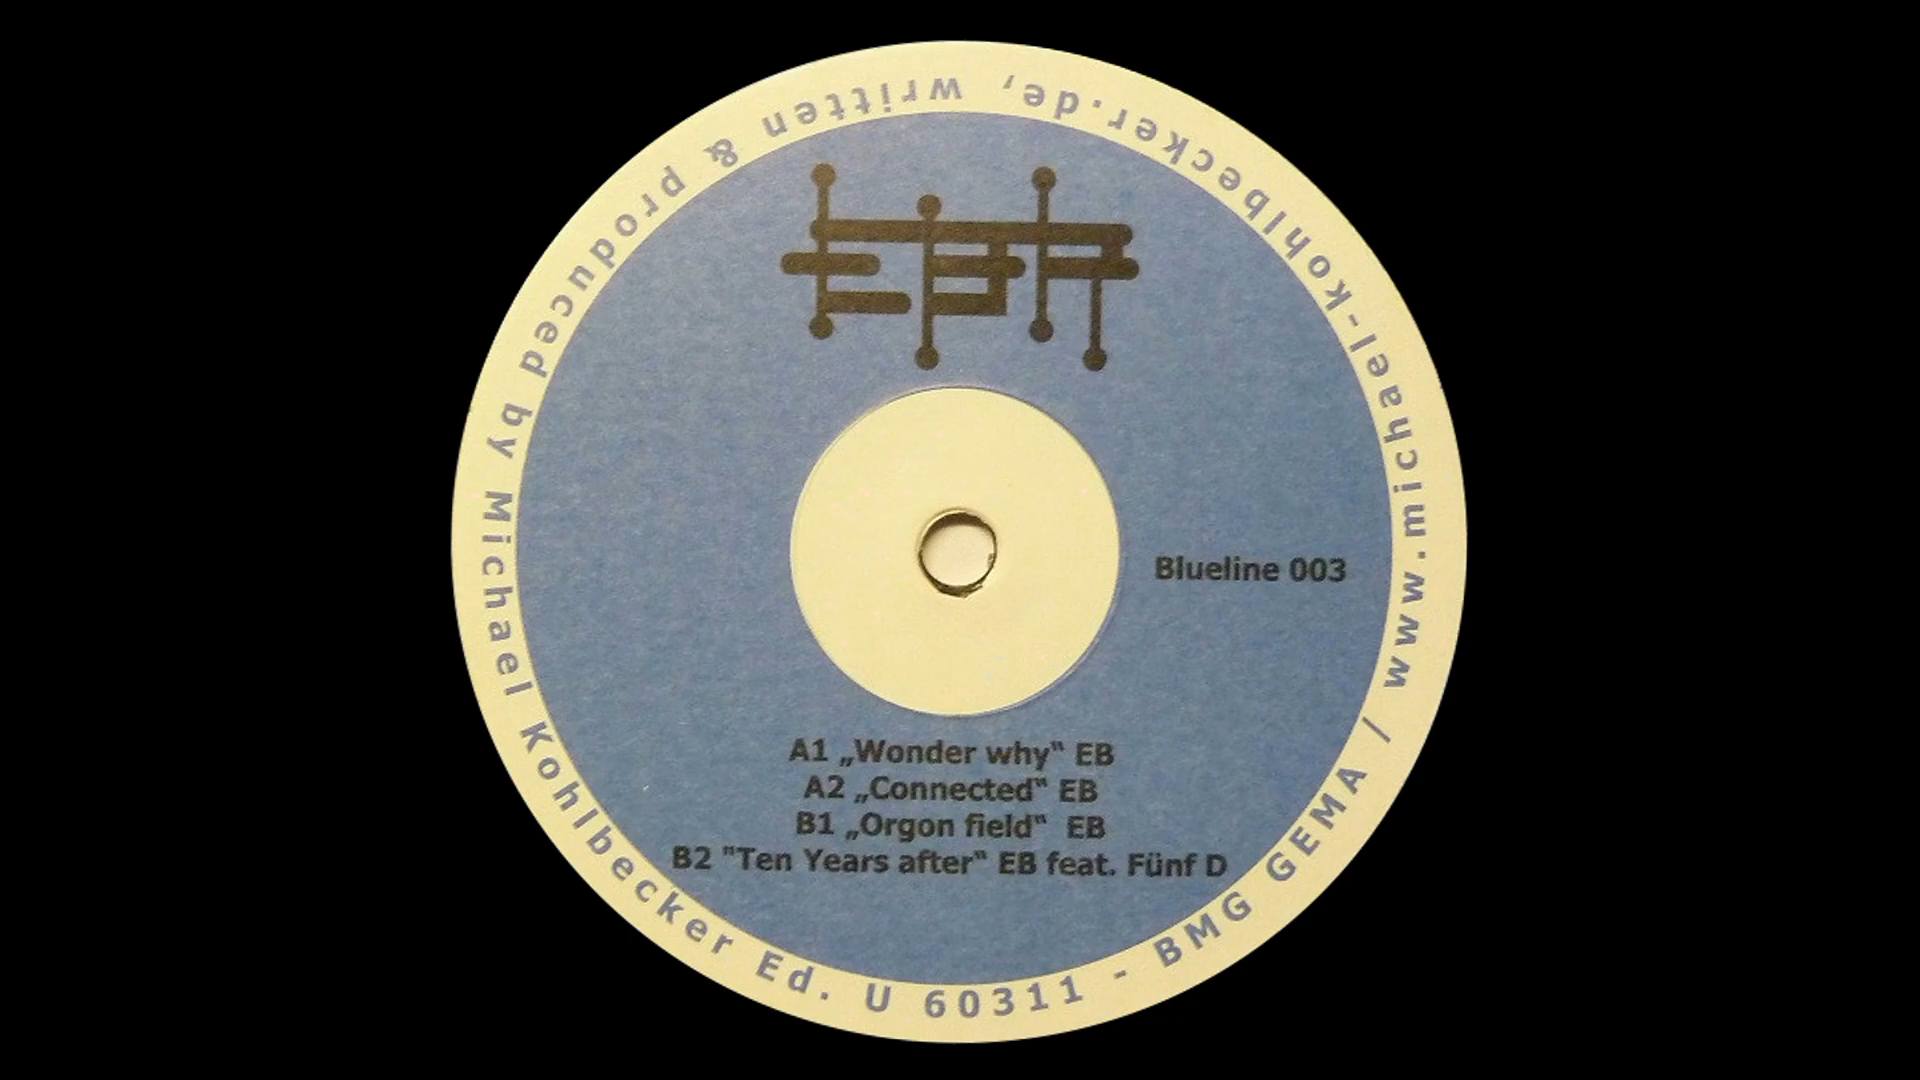 EBR
Blueline 003
A1 „Wonder why‟ EB
A2 „Connected‟ EB
B1 „Orgon field‟ EB
B2 "Ten Years after‟ EB feat. Fünf D
written & produced by Michael Kohlbecker Ed. U 60311 - BMG GEMA / www.michael-kohlbecker.de,